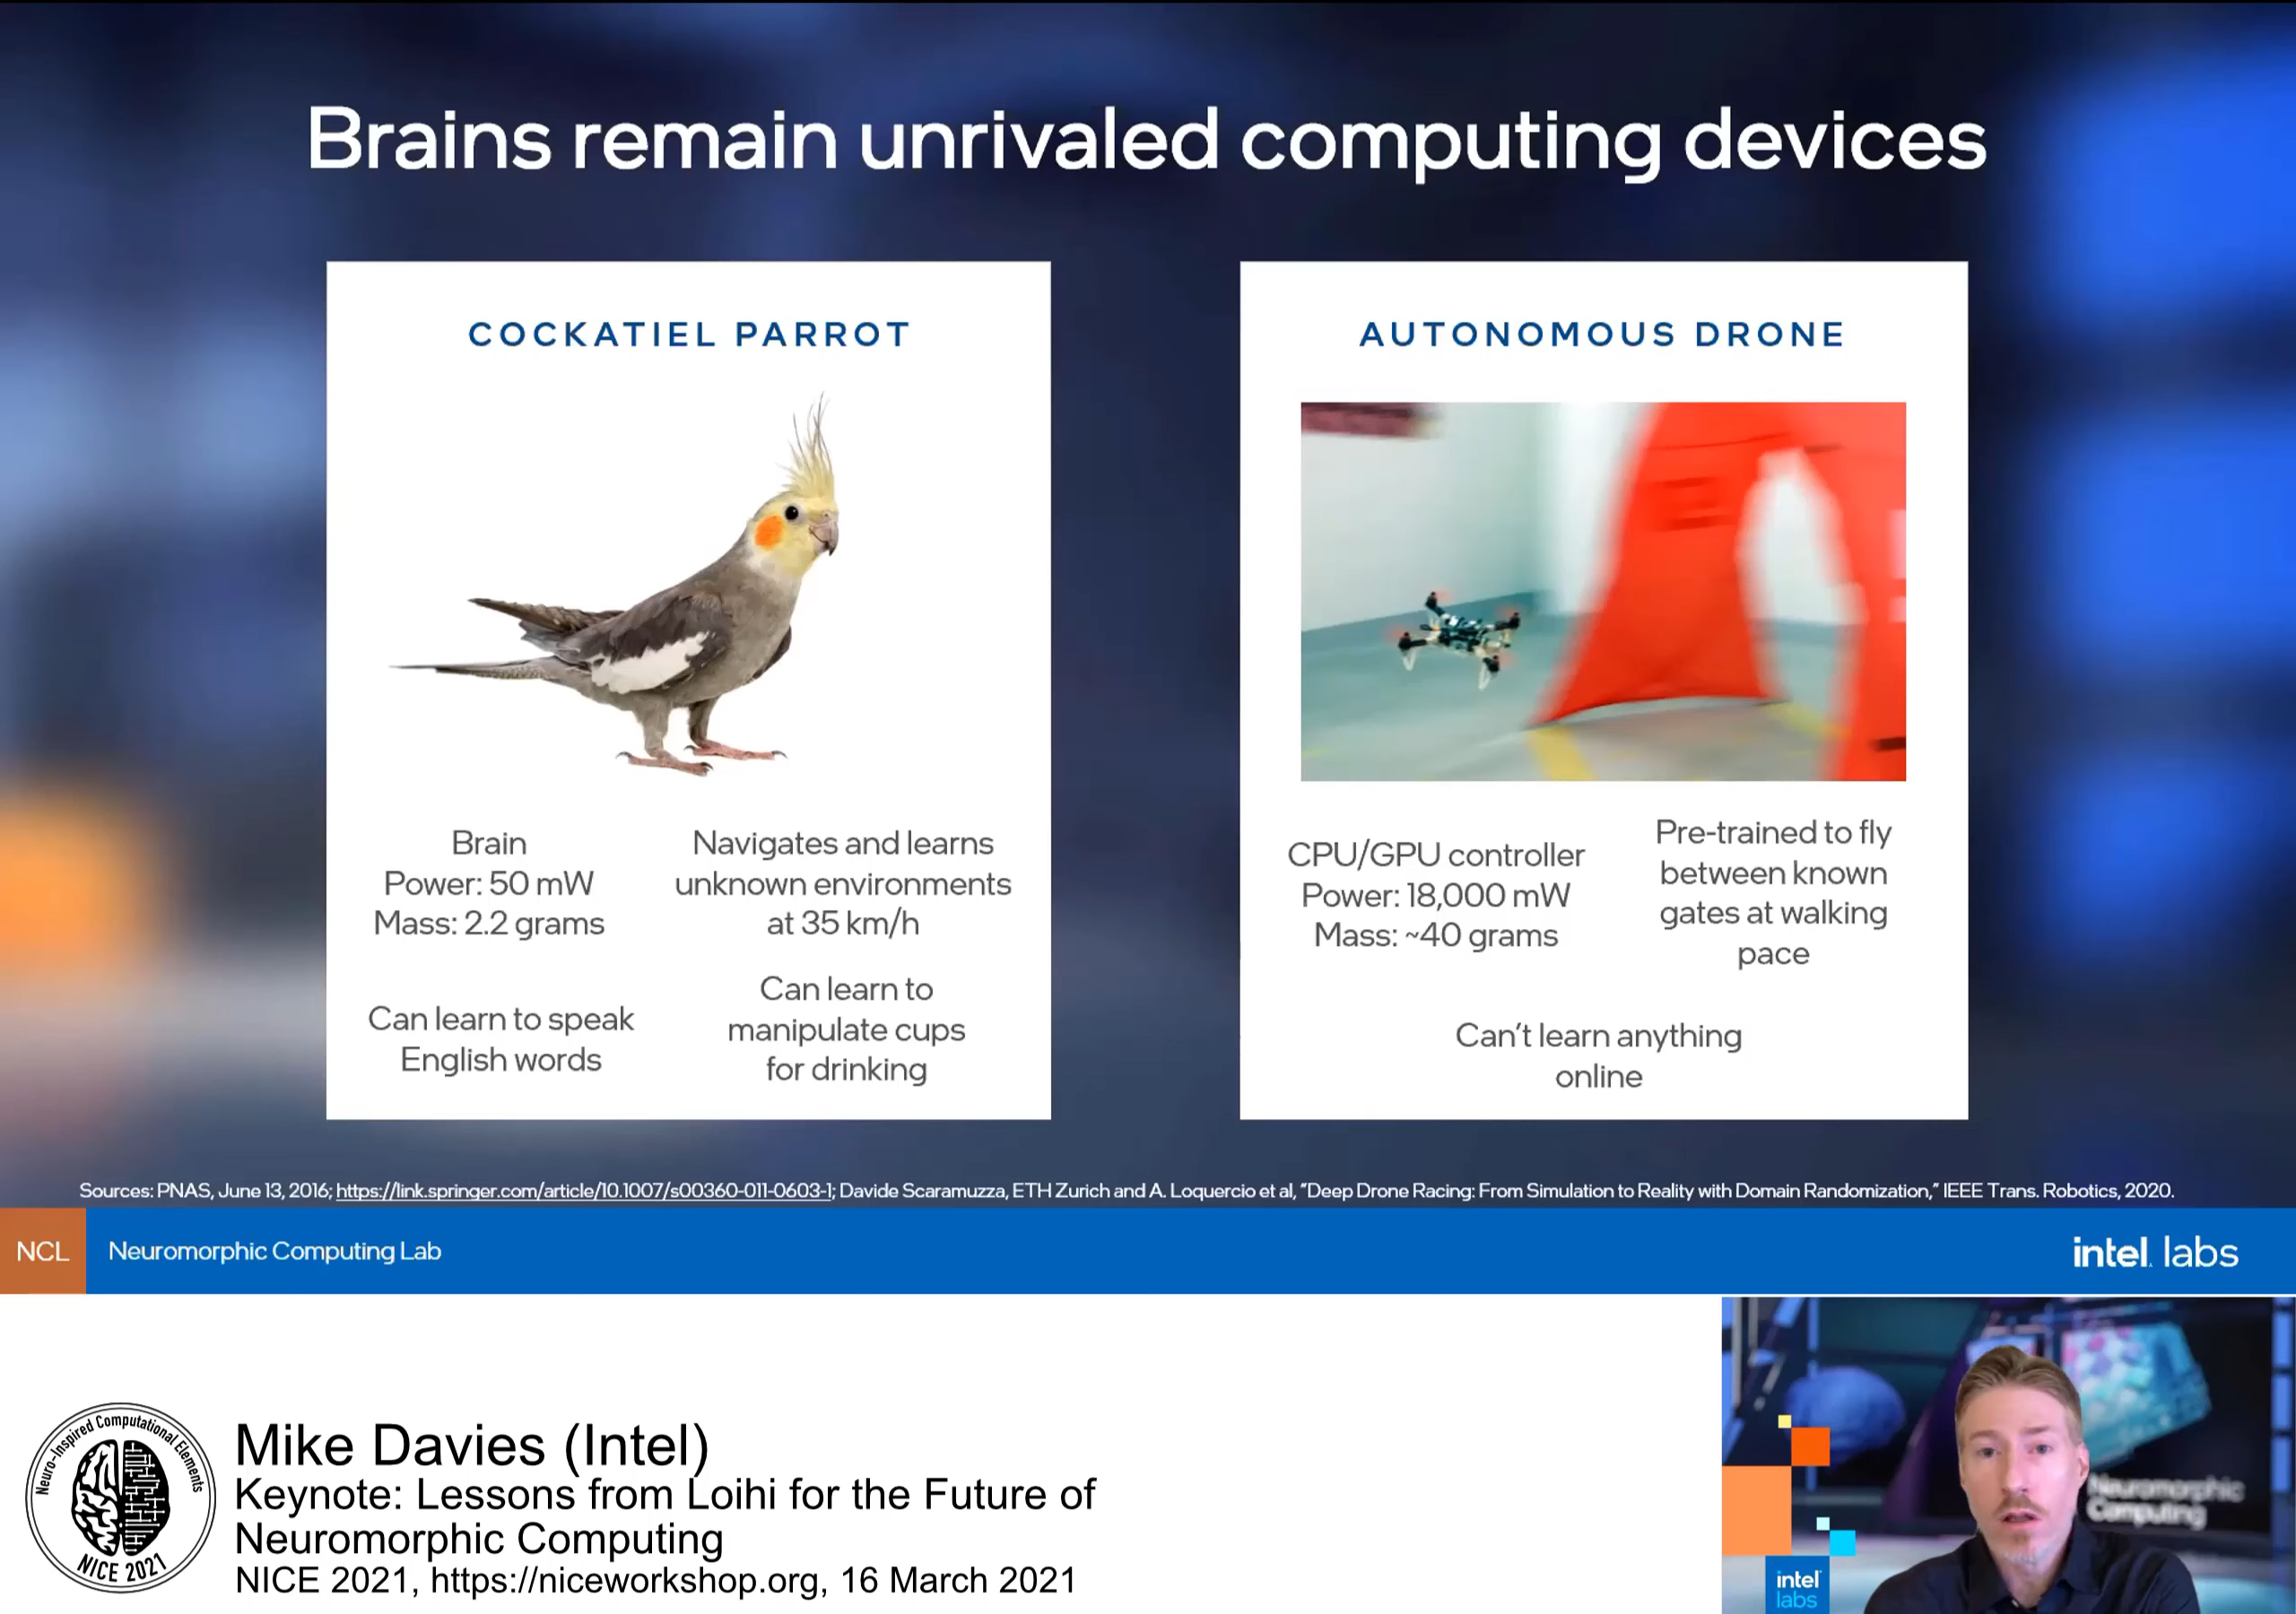 Brains remain unrivaled computing devices
COCKATIEL PARROT
Brain
Power: 50 mW
Mass: 2.2 grams
Navigates and learns
unknown environments
at 35 km/h
Can learn to speak
English words
Can learn to
manipulate cups
for drinking
AUTONOMOUS DRONE
CPU/GPU controller
Power: 18,000 mW
Mass: ~40 grams
Pre-trained to fly
between known
gates at walking
pace
Can't learn anything
online
Sources: PNAS, June 13, 2016; https://link.springer.com/article/10.1007/s00360-011-0603-1; Davide Scaramuzza, ETH Zurich and A. Loquercio et al, "Deep Drone Racing: From Simulation to Reality with Domain Randomization," IEEE Trans. Robotics, 2020.
NCL
Neuromorphic Computing Lab
intel labs
Neuro-Inspired Computational Elements
NICE 2021
Mike Davies (Intel)
Keynote: Lessons from Loihi for the Future of
Neuromorphic Computing
NICE 2021, https://niceworkshop.org, 16 March 2021
Neuromorphic
Computing
intel
labs